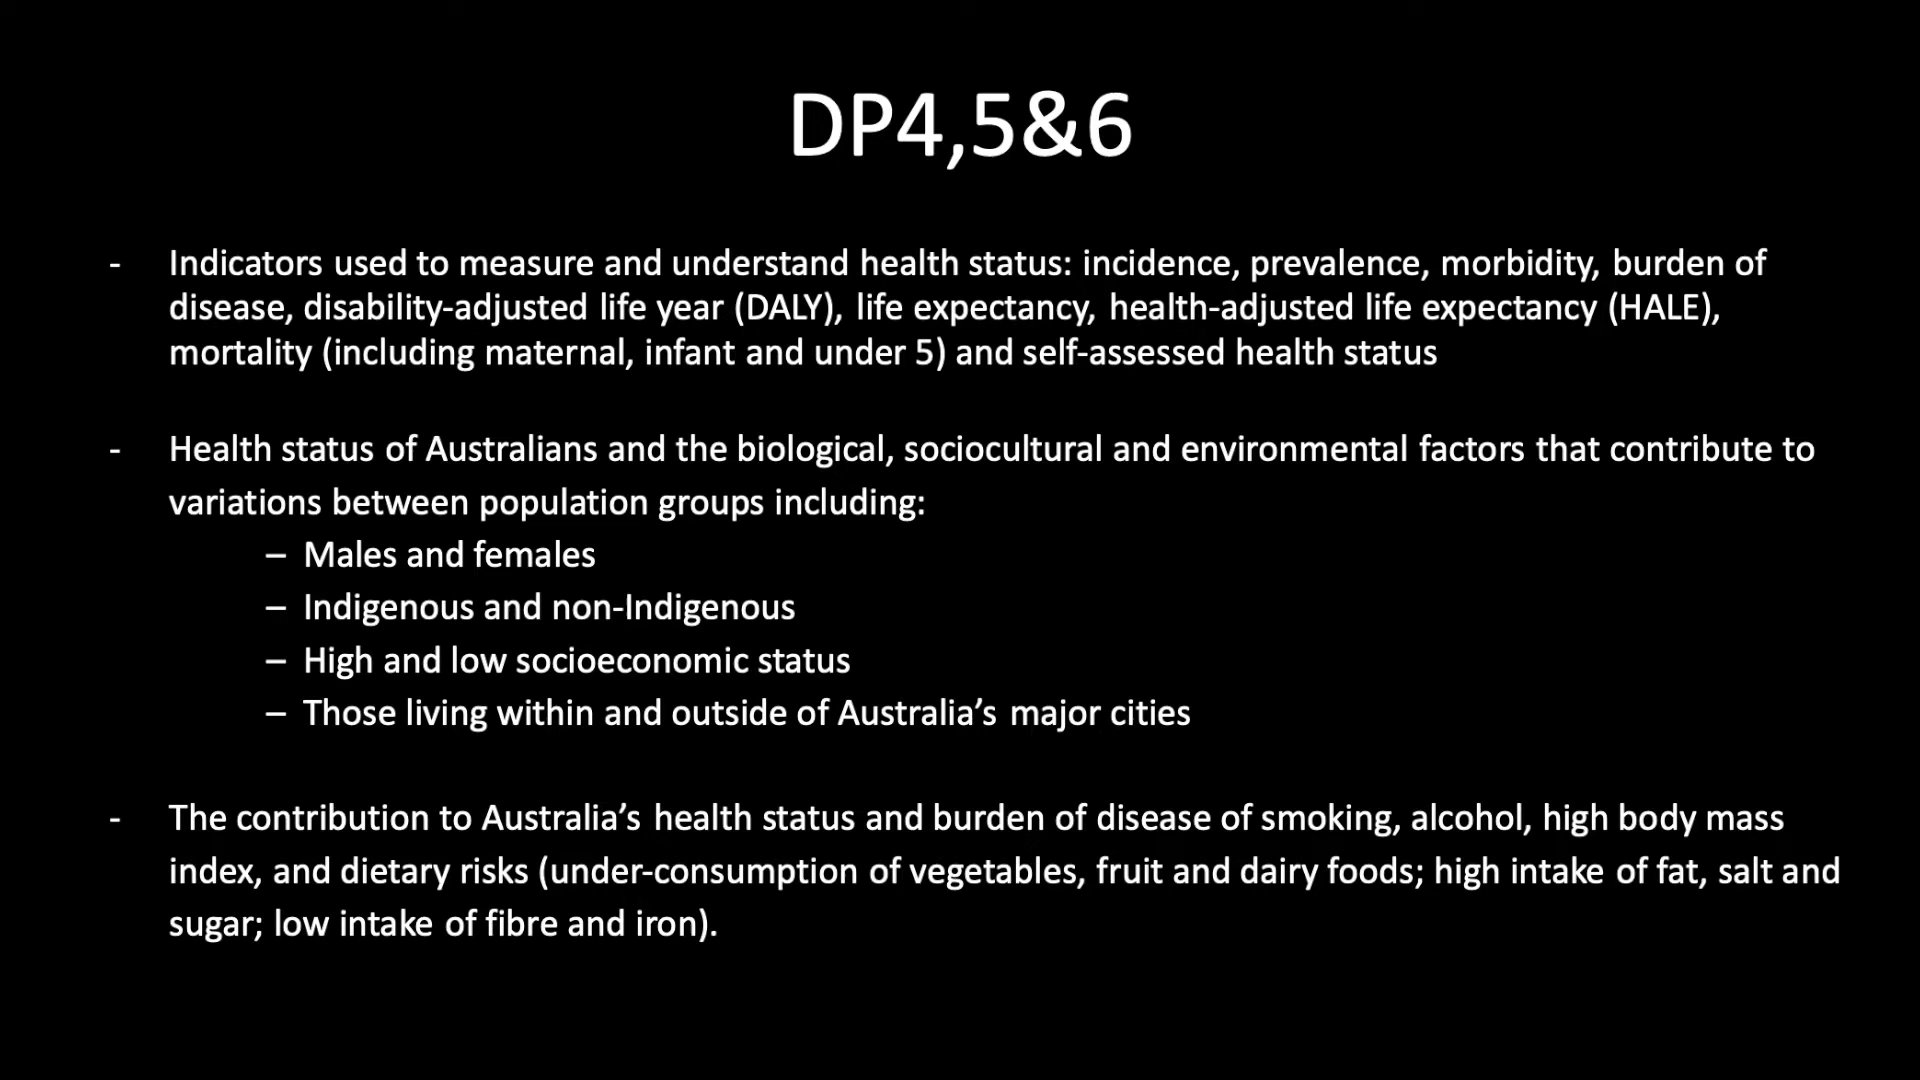 DP4,5&6
- Indicators used to measure and understand health status: incidence, prevalence, morbidity, burden of
disease, disability-adjusted life year (DALY), life expectancy, health-adjusted life expectancy (HALE),
mortality (including maternal, infant and under 5) and self-assessed health status
- Health status of Australians and the biological, sociocultural and environmental factors that contribute to
variations between population groups including:
– Males and females
– Indigenous and non-Indigenous
– High and low socioeconomic status
– Those living within and outside of Australia’s major cities
- The contribution to Australia’s health status and burden of disease of smoking, alcohol, high body mass
index, and dietary risks (under-consumption of vegetables, fruit and dairy foods; high intake of fat, salt and
sugar; low intake of fibre and iron).